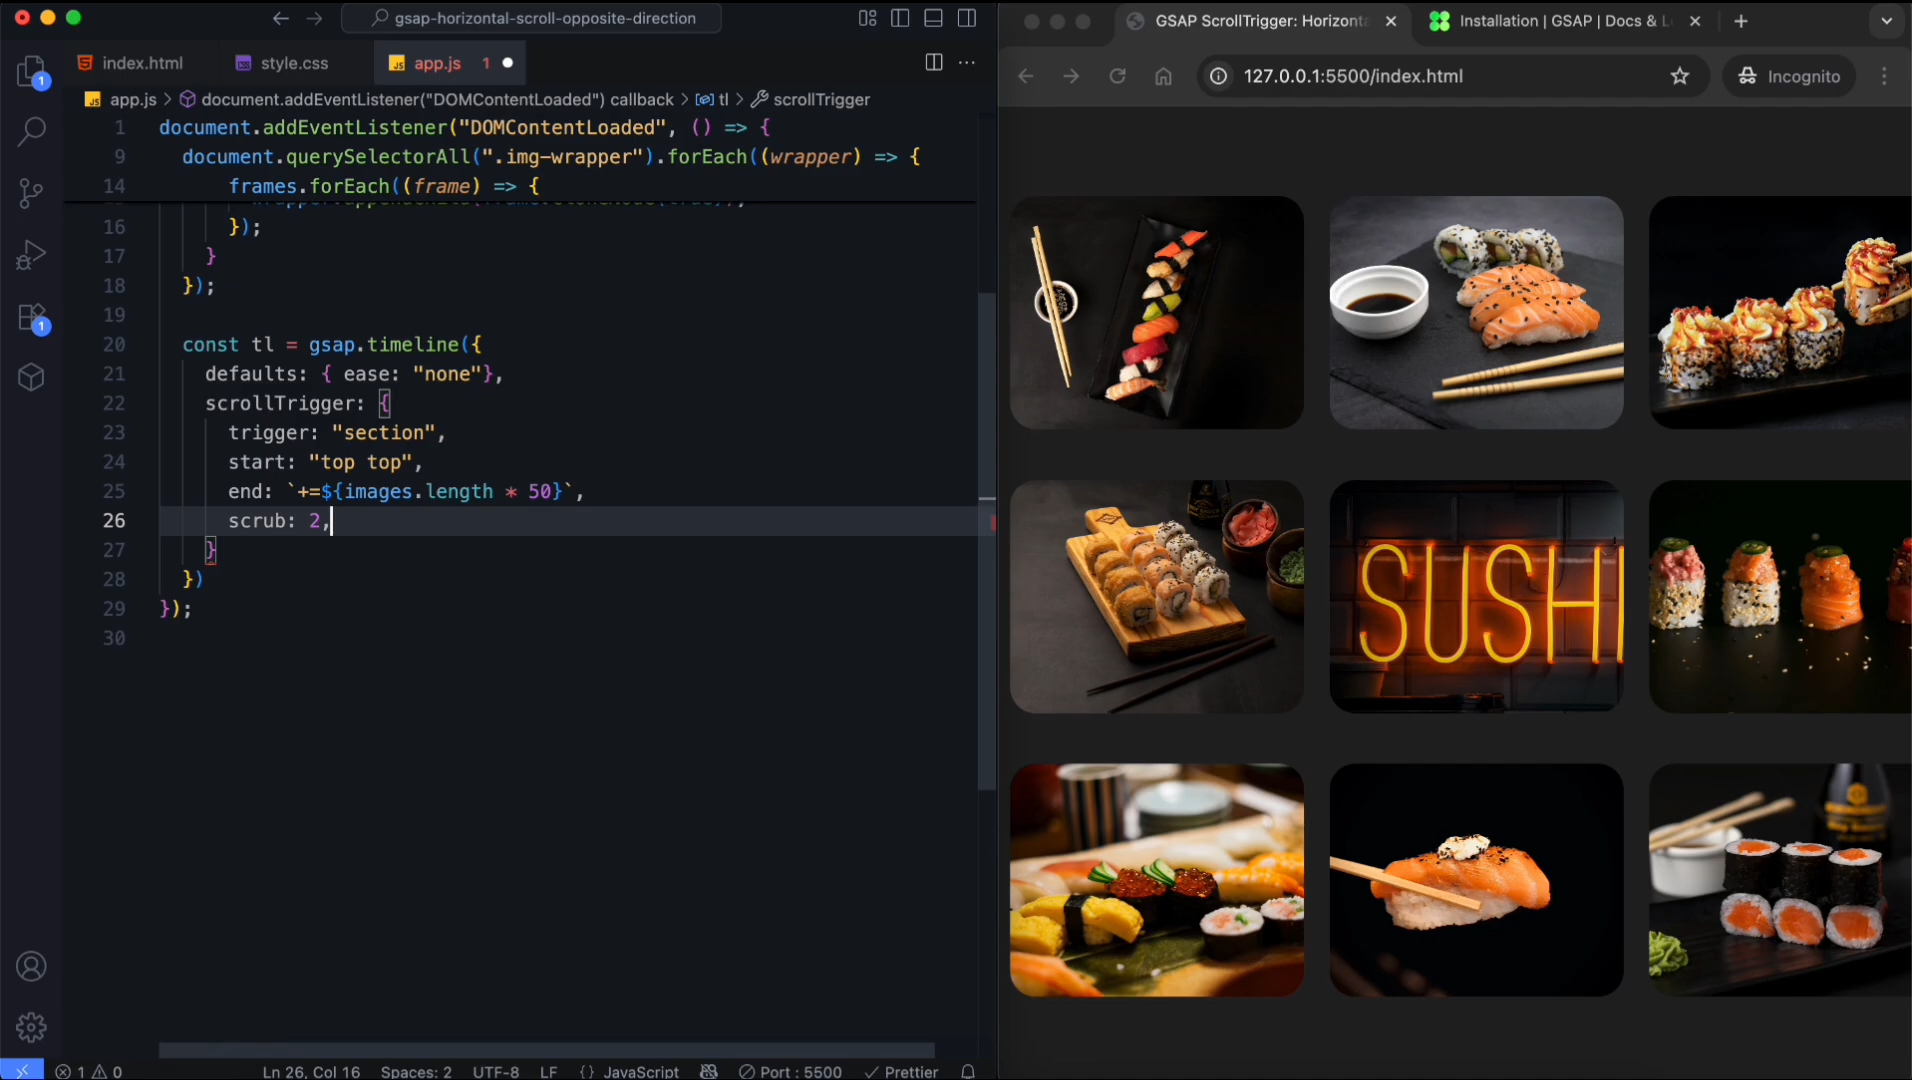 gsap-horizontal-scroll-opposite-direction
index.html
style.css
app.js 1
app.js > document.addEventListener("DOMContentLoaded") callback > tl > scrollTrigger
1 document.addEventListener("DOMContentLoaded", () => {
9 document.querySelectorAll(".img-wrapper").forEach((wrapper) => {
14 frames.forEach((frame) => {
16 });
17 }
18 });
19
20 const tl = gsap.timeline({
21 defaults: { ease: "none"},
22 scrollTrigger: {
23 trigger: "section",
24 start: "top top",
25 end: `+=${images.length * 50}`,
26 scrub: 2,
27 }
28 })
29 });
30
1
1
1 0
Ln 26, Col 16 Spaces: 2 UTF-8 LF {} JavaScript Port : 5500 Prettier
GSAP ScrollTrigger: Horizont
Installation | GSAP | Docs & L
127.0.0.1:5500/index.html
Incognito
SUSHI